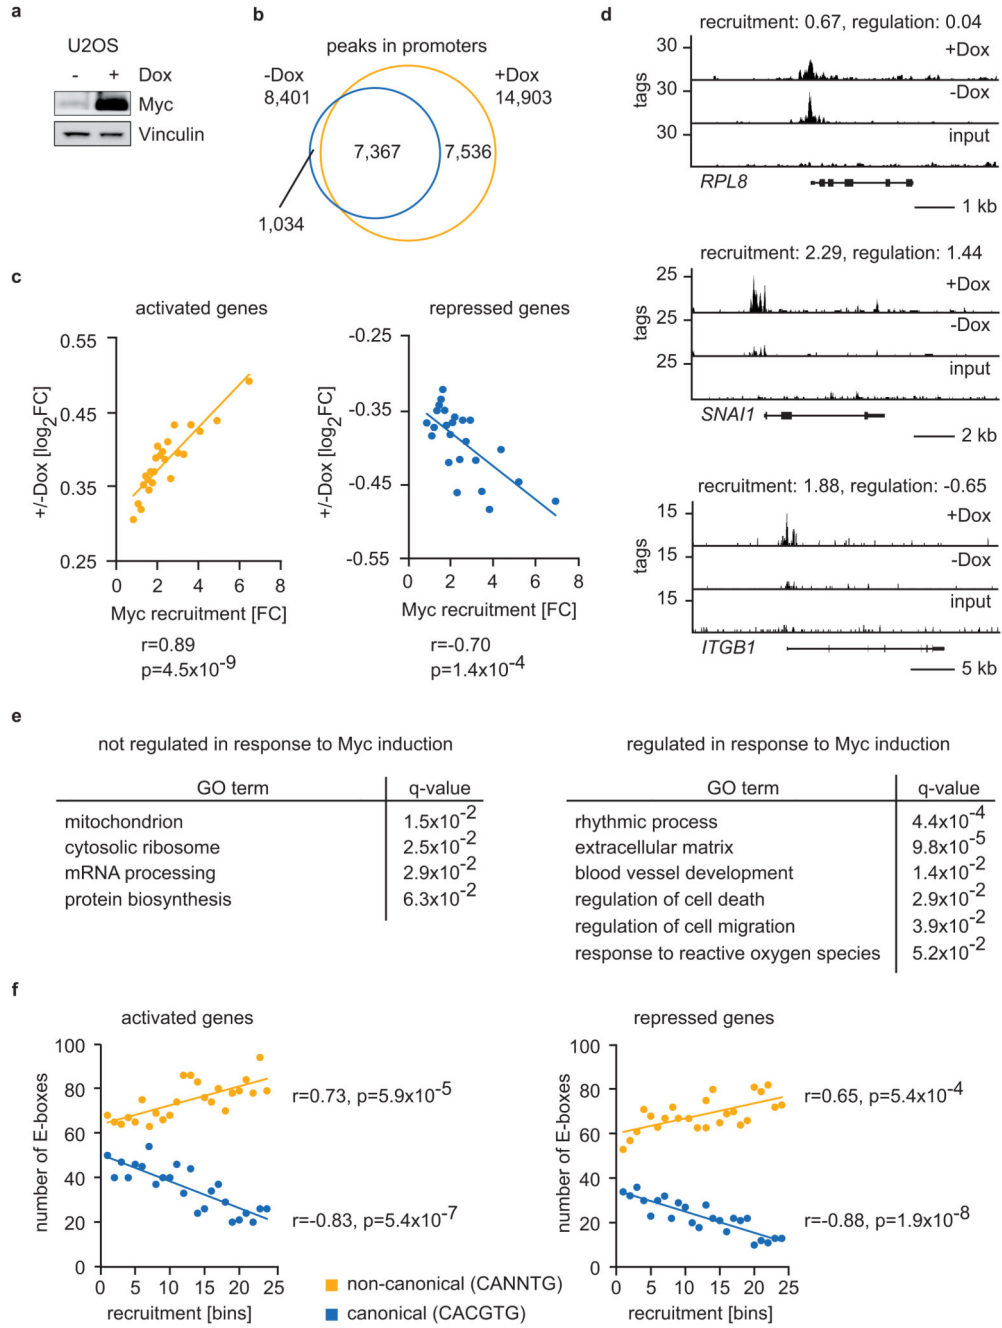 a
U2OS
- + Dox
Myc
Vinculin
b
peaks in promoters
-Dox
8,401
+Dox
14,903
7,367
7,536
1,034
c
activated genes
+/-Dox [log2FC]
0.55
0.45
0.35
0.25
0 2 4 6 8
Myc recruitment [FC]
r=0.89
p=4.5x10-9
repressed genes
+/-Dox [log2FC]
-0.25
-0.35
-0.45
-0.55
0 2 4 6 8
Myc recruitment [FC]
r=-0.70
p=1.4x10-4
d
recruitment: 0.67, regulation: 0.04
30 +Dox
30 -Dox
30 input
tags
RPL8
1 kb
recruitment: 2.29, regulation: 1.44
25 +Dox
25 -Dox
25 input
tags
SNAI1
2 kb
recruitment: 1.88, regulation: -0.65
15 +Dox
15 -Dox
15 input
tags
ITGB1
5 kb
e
not regulated in response to Myc induction
GO term q-value
mitochondrion 1.5x10-2
cytosolic ribosome 2.5x10-2
mRNA processing 2.9x10-2
protein biosynthesis 6.3x10-2
regulated in response to Myc induction
GO term q-value
rhythmic process 4.4x10-4
extracellular matrix 9.8x10-5
blood vessel development 1.4x10-2
regulation of cell death 2.9x10-2
regulation of cell migration 3.9x10-2
response to reactive oxygen species 5.2x10-2
f
activated genes
number of E-boxes
100
80
60
40
20
0
0 5 10 15 20 25
recruitment [bins]
r=0.73, p=5.9x10-5
r=-0.83, p=5.4x10-7
non-canonical (CANNTG)
canonical (CACGTG)
repressed genes
number of E-boxes
100
80
60
40
20
0
0 5 10 15 20 25
recruitment [bins]
r=0.65, p=5.4x10-4
r=-0.88, p=1.9x10-8